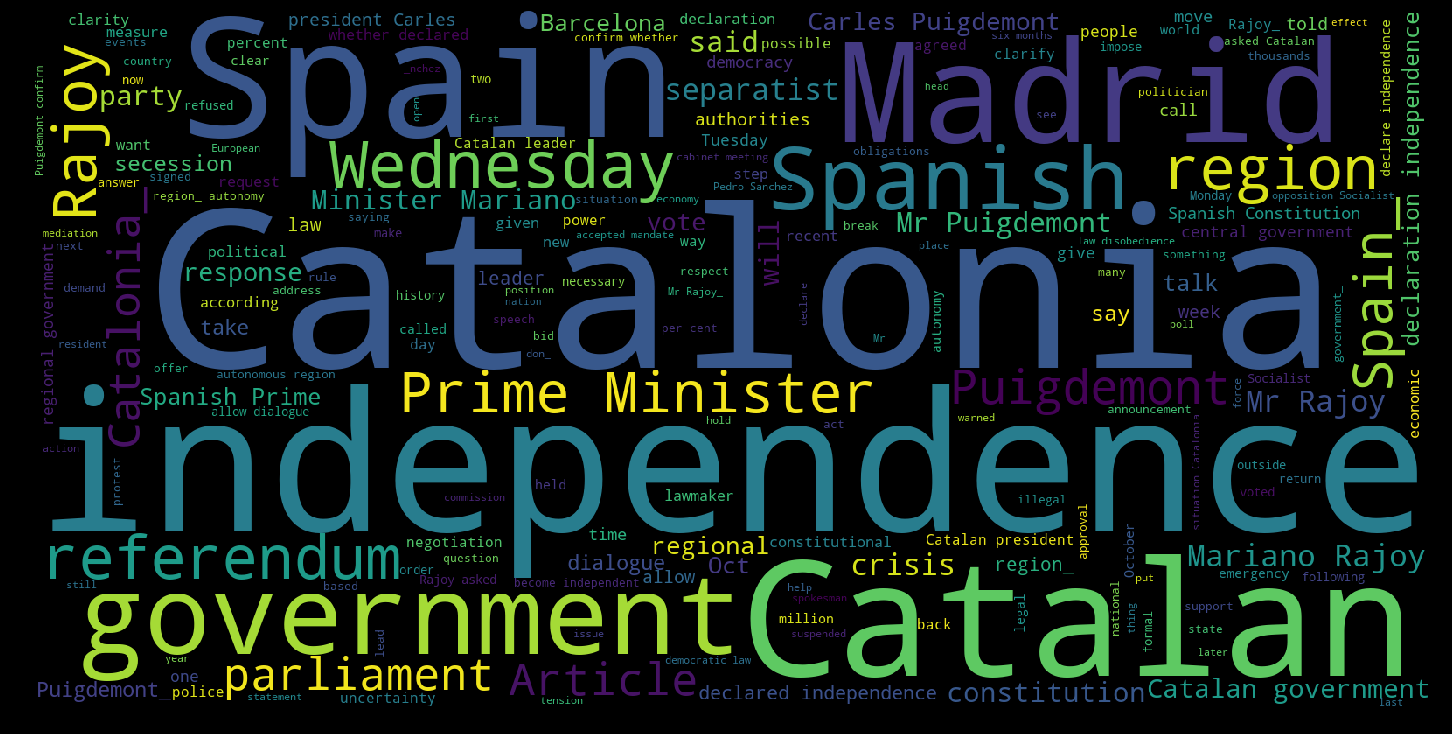 clarity
president Carles
Barcelona
declaration
Carles Puigdemont
move
Rajoy_
told
effect
measure
events
percent
whether declared
confirm whether
said
possible
six months
agreed
people
world
impose
asked Catalan
Spain
Madrid
country
clear
democracy
clarify
thousands
Rajoy
now
party
refused
_nchez
two
open
first
separatist
head
politician
call
see
declare independence
declaration independence
Puigdemont confirm
want
European
secession
Catalan leader
authorities
Tuesday
cabinet meeting
obligations
answer
signed
request
Wednesday
step
Spanish
region
region_ autonomy
Minister Mariano
situation
economy
Pedro Sanchez
Monday
opposition Socialist
mediation
next
saying
law
make
given
power
new
accepted mandate
vote
way
will
recent
break
Mr Puigdemont
Spanish Constitution
central government
Catalonia_
political
response
rule
leader
necessary
respect
place
law disobedience
give
something
Spain_
Catalonia
regional government
demand
address
according
history
position
nation
Mr Rajoy_
many
talk
say
week
poll
government_
take
called
day
speech
bid
per cent
declare
Mr
autonomy
resident
offer
autonomous region
don_
Spanish Prime
allow dialogue
Prime Minister
Puigdemont
Socialist
force
Mr Rajoy
economic
hold
act
warned
announcement
independence
action
protest
held
commission
lawmaker
illegal
outside
return
voted
situation Catalonia
referendum
negotiation
question
time
dialogue
regional
constitutional
Oct
Catalan president
crisis
region_
approval
October
Mariano Rajoy
still
based
order
Rajoy asked
become independent
allow
emergency
following
government
Catalan
help
spokesman
million
suspended
back
legal
put
national
thing
formal
support
state
later
issue
lead
year
parliament
democratic law
one
Article
Puigdemont_
police
statement
uncertainty
tension
declared independence
constitution
Catalan government
last